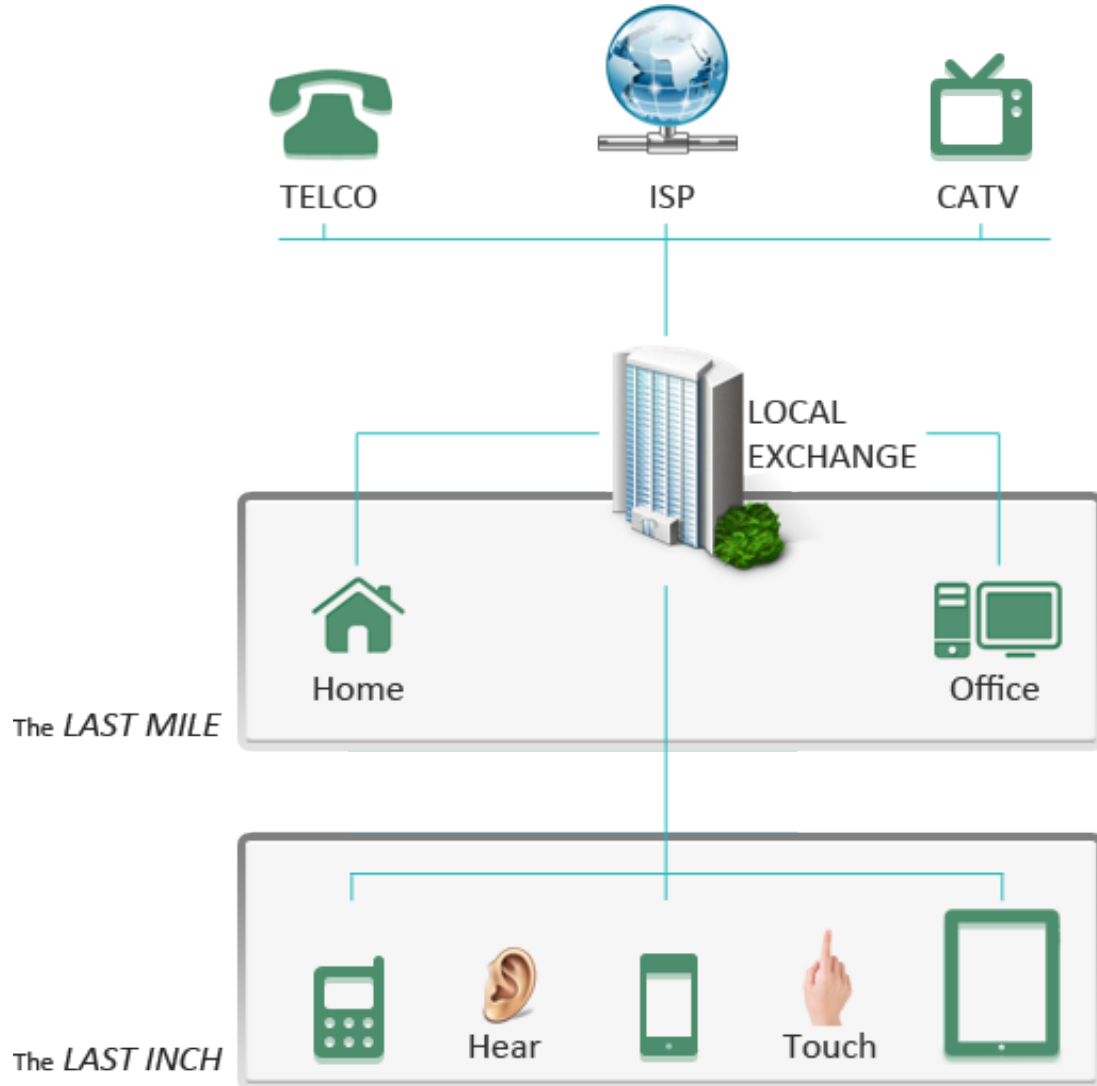 TELCO
ISP
CATV
LOCAL
EXCHANGE
Home
Office
The LAST MILE
Hear
Touch
The LAST INCH